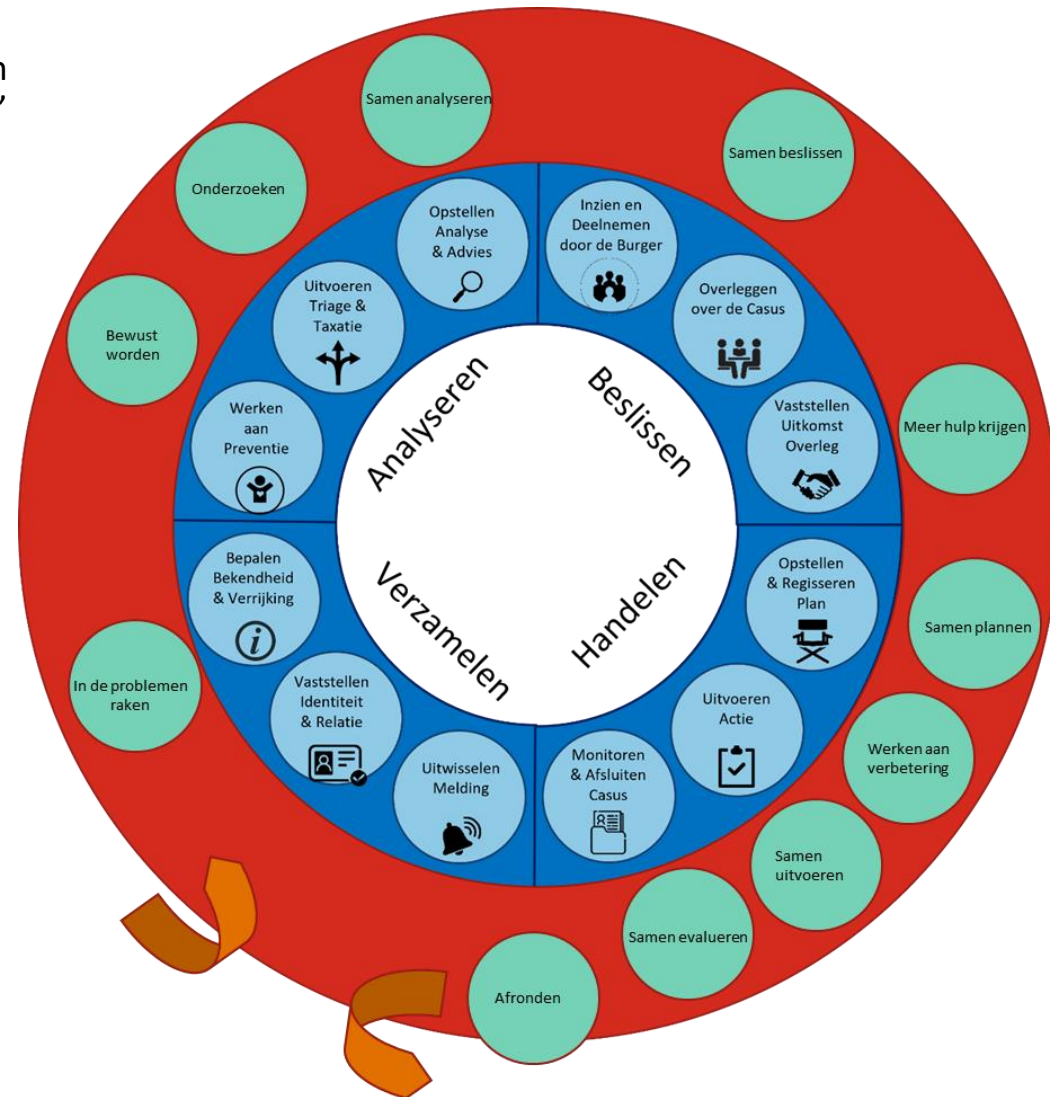 Samen analyseren
Samen beslissen
Onderzoeken
Bewust
worden
In de problemen
raken
Meer hulp krijgen
Samen plannen
Werken aan
verbetering
Samen
uitvoeren
Samen evalueren
Afronden
Opstellen
Analyse
& Advies
Inzien en
Deelnemen
door de Burger
Uitvoeren
Triage &
Taxatie
Overleggen
over de Casus
Werken
aan
Preventie
Vaststellen
Uitkomst
Overleg
Bepalen
Bekendheid
& Verrijking
i
Opstellen
& Regisseren
Plan
Vaststellen
Identiteit
& Relatie
Uitvoeren
Actie
Uitwisselen
Melding
Monitoren
& Afsluiten
Casus
Analyseren
Beslissen
Verzamelen
Handelen